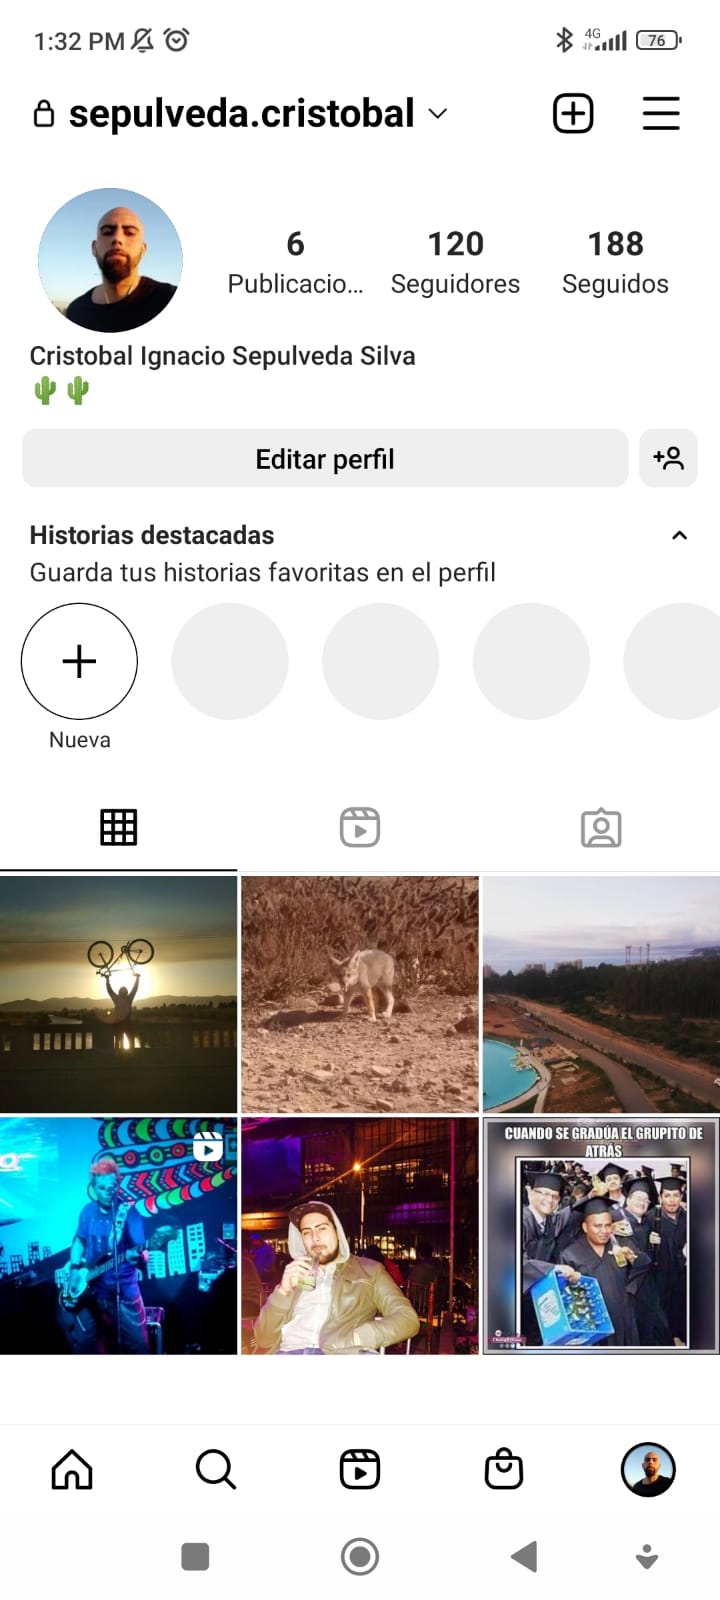 1:32 PM 4G 76
sepulveda.cristobal
6 120 188
Publicacio... Seguidores Seguidos
Cristobal Ignacio Sepulveda Silva
🌵 🌵
Editar perfil
Historias destacadas
Guarda tus historias favoritas en el perfil
Nueva
CUANDO SE GRADÚA EL GRUPITO DE
ATRÁS